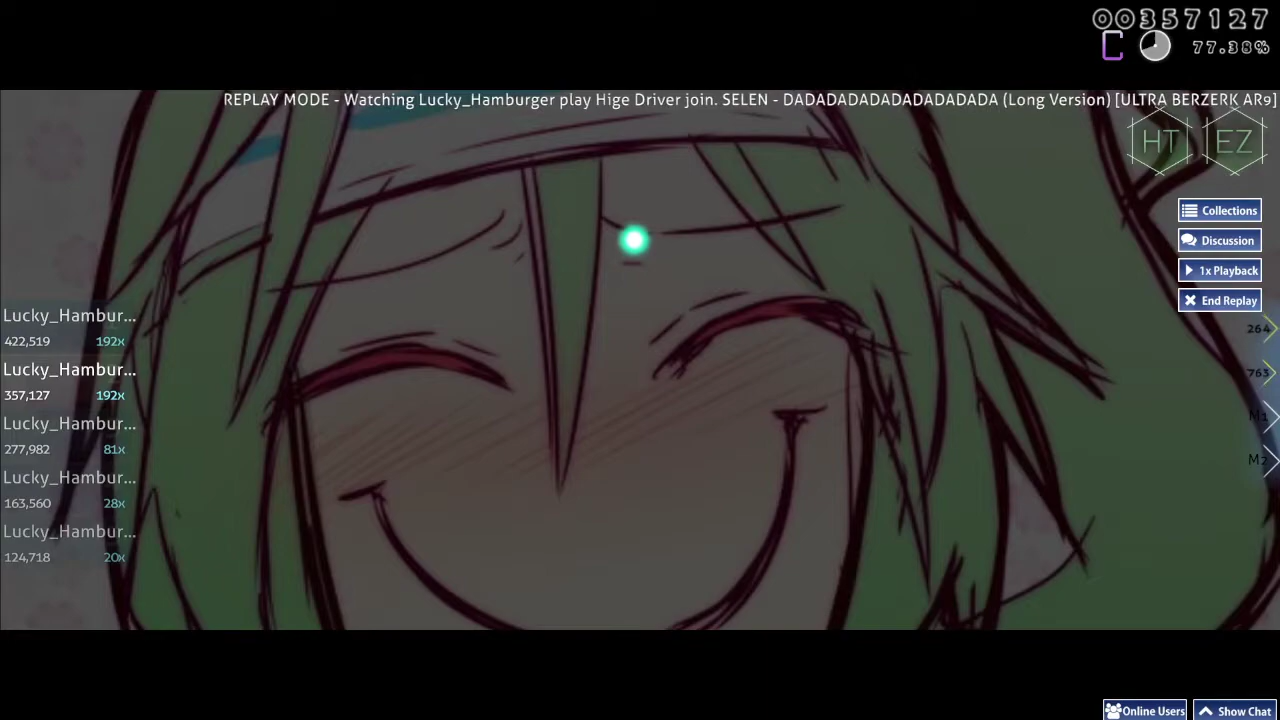 00357127
C 77.38%
REPLAY MODE - Watching Lucky_Hamburger play Hige Driver join. SELEN - DADADADADADADADADA (Long Version) [ULTRA BERZERK AR9]
HT EZ
Collections
Discussion
1x Playback
End Replay
Lucky_Hambur...
422,519 192x
Lucky_Hambur...
357,127 192x
Lucky_Hambur...
277,982 81x
Lucky_Hambur...
163,560 28x
Lucky_Hambur...
124,718 20x
264
763
M1
M2
Online Users
Show Chat